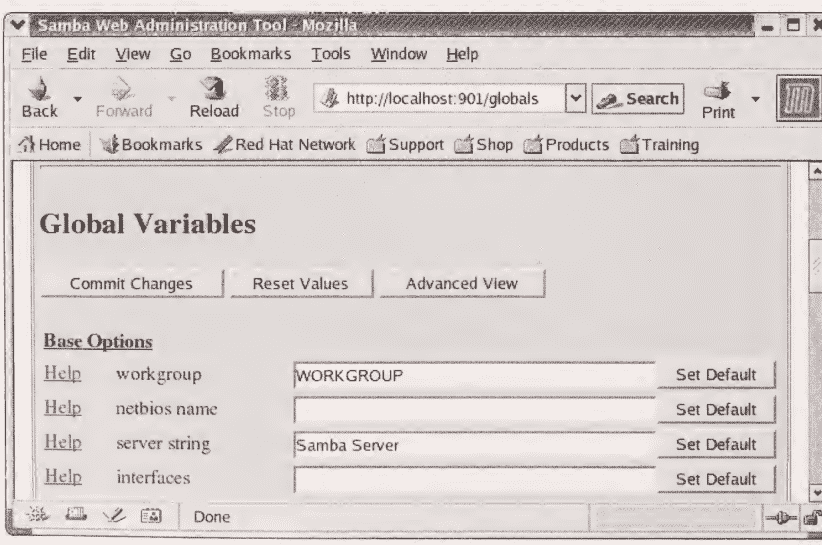 Samba Web Administration Tool - Mozilla
File Edit View Go Bookmarks Tools Window Help
Back Forward Reload Stop http://localhost:901/globals Search Print
Home Bookmarks Red Hat Network Support Shop Products Training
Global Variables
Commit Changes Reset Values Advanced View
Base Options
Help workgroup WORKGROUP Set Default
Help netbios name Set Default
Help server string Samba Server Set Default
Help interfaces Set Default
Done